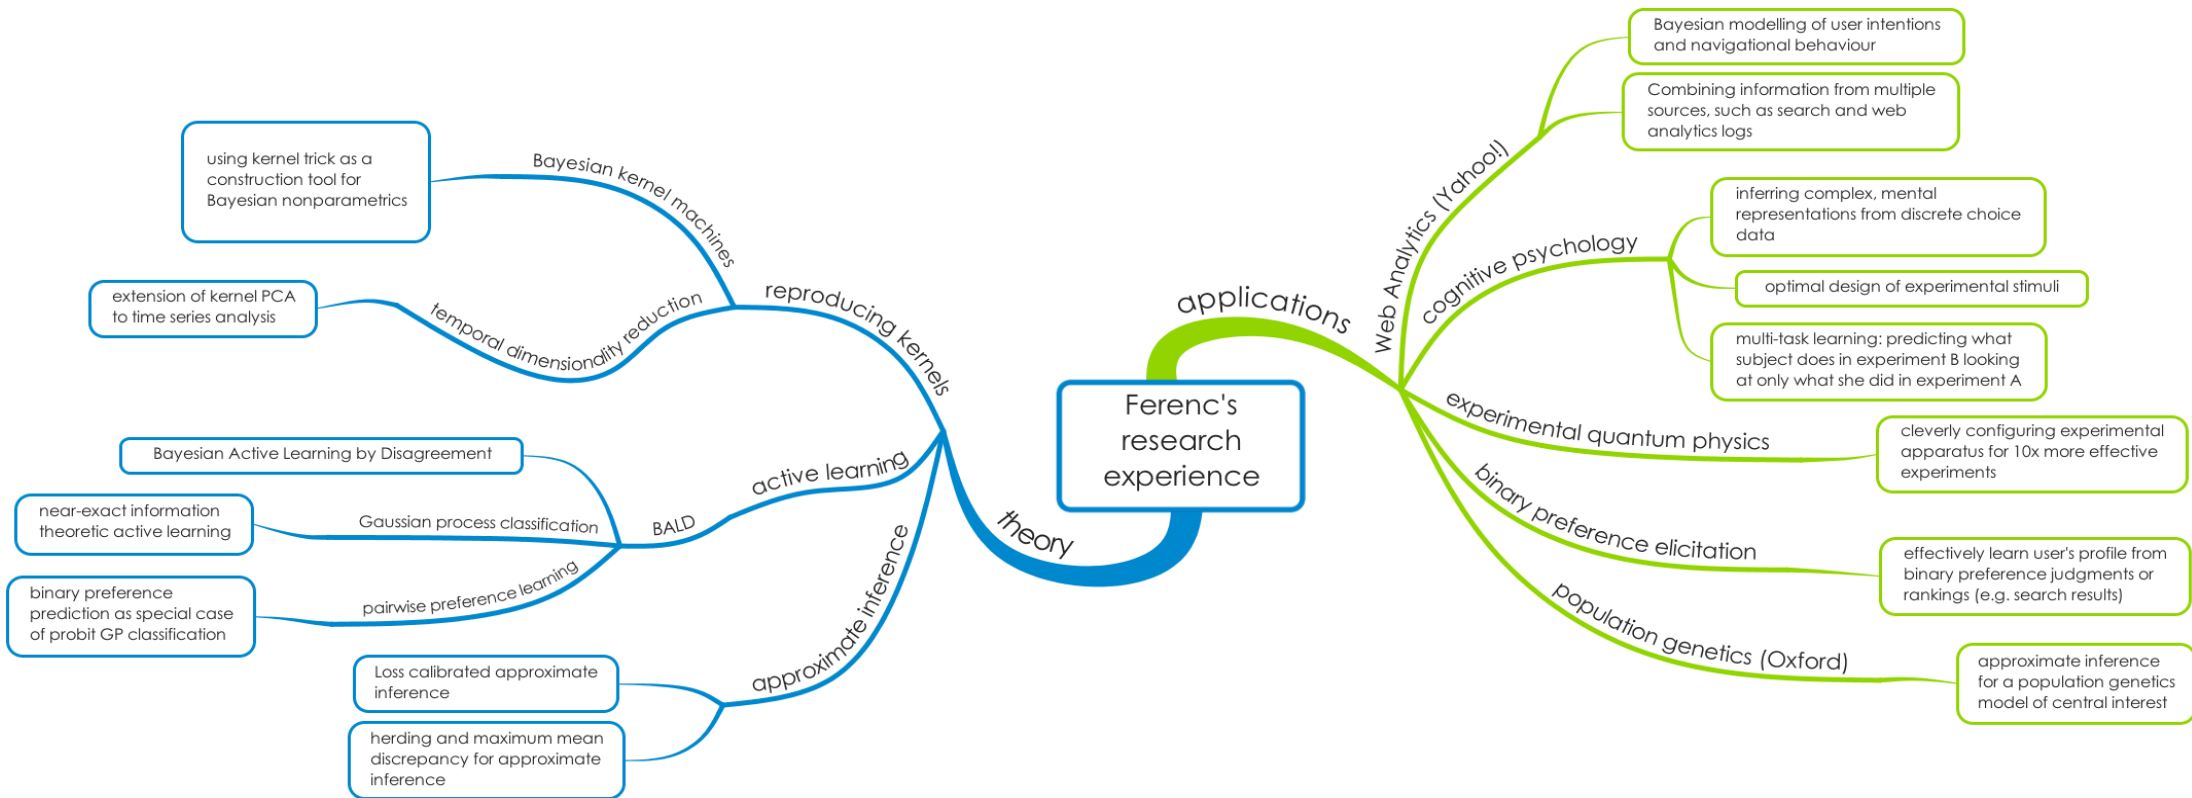 Ferenc's
research
experience
applications
Web Analytics (Yahoo!)
Bayesian modelling of user intentions
and navigational behaviour
Combining information from multiple
sources, such as search and web
analytics logs
cognitive psychology
inferring complex, mental
representations from discrete choice
data
optimal design of experimental stimuli
multi-task learning: predicting what
subject does in experiment B looking
at only what she did in experiment A
experimental quantum physics
cleverly configuring experimental
apparatus for 10x more effective
experiments
binary preference elicitation
effectively learn user's profile from
binary preference judgments or
rankings (e.g. search results)
population genetics (Oxford)
approximate inference
for a population genetics
model of central interest
theory
reproducing kernels
Bayesian kernel machines
using kernel trick as a
construction tool for
Bayesian nonparametrics
temporal dimensionality reduction
extension of kernel PCA
to time series analysis
active learning
BALD
Bayesian Active Learning by Disagreement
Gaussian process classification
near-exact information
theoretic active learning
pairwise preference learning
binary preference
prediction as special case
of probit GP classification
approximate inference
Loss calibrated approximate
inference
herding and maximum mean
discrepancy for approximate
inference